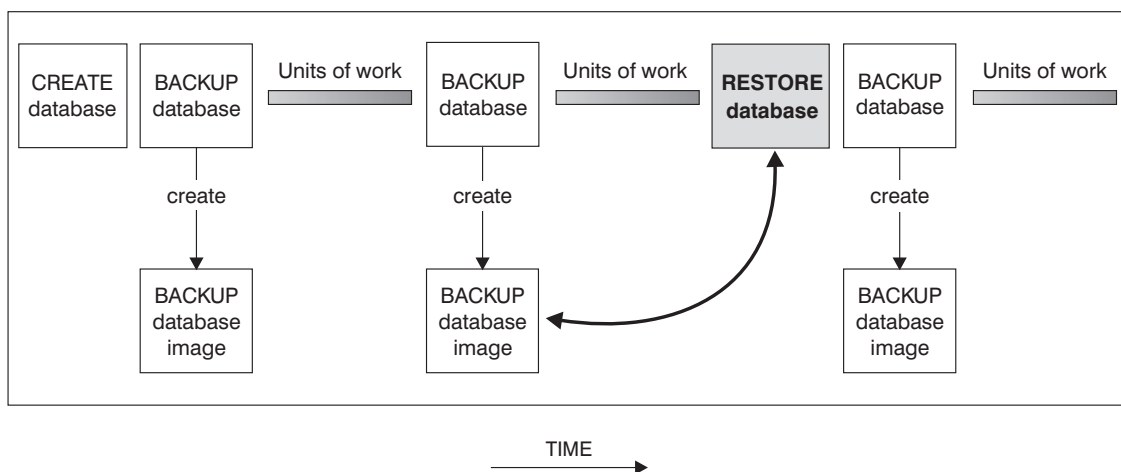 CREATE
database
BACKUP
database
Units of work
BACKUP
database
Units of work
RESTORE
database
BACKUP
database
Units of work
create
create
create
BACKUP
database
image
BACKUP
database
image
BACKUP
database
image
TIME